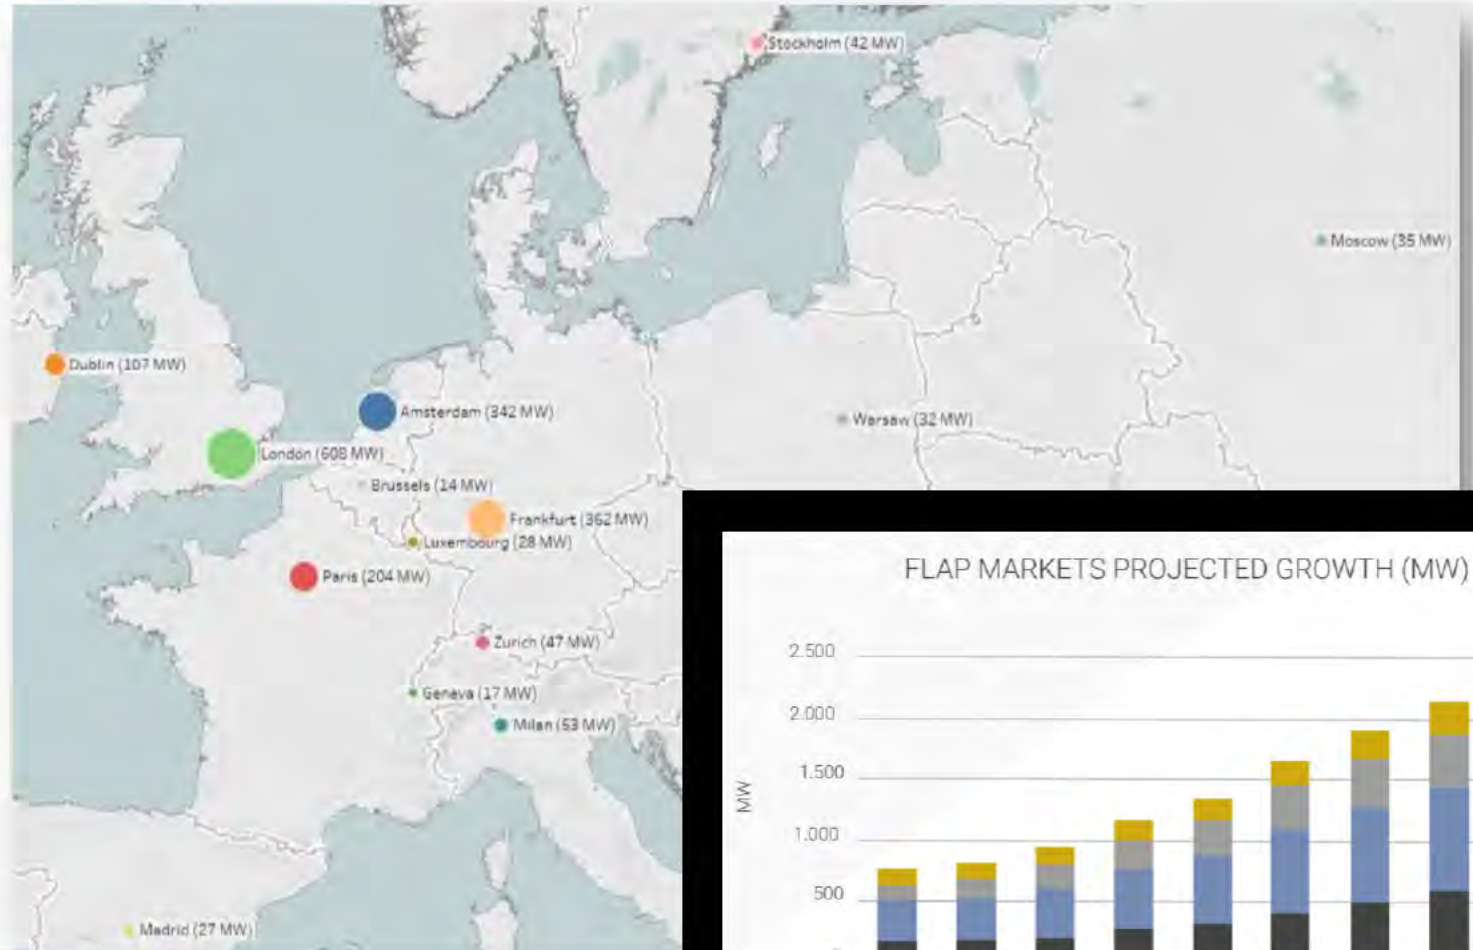 Stockholm (42 MW)
Moscow (35 MW)
Dublin (107 MW)
Amsterdam (342 MW)
Warsaw (32 MW)
London (608 MW)
Brussels (14 MW)
Frankfurt (362 MW)
Luxembourg (28 MW)
Paris (204 MW)
Zurich (47 MW)
Geneva (17 MW)
Milan (53 MW)
Madrid (27 MW)
FLAP MARKETS PROJECTED GROWTH (MW)
2.500
2.000
1.500
MW
1.000
500